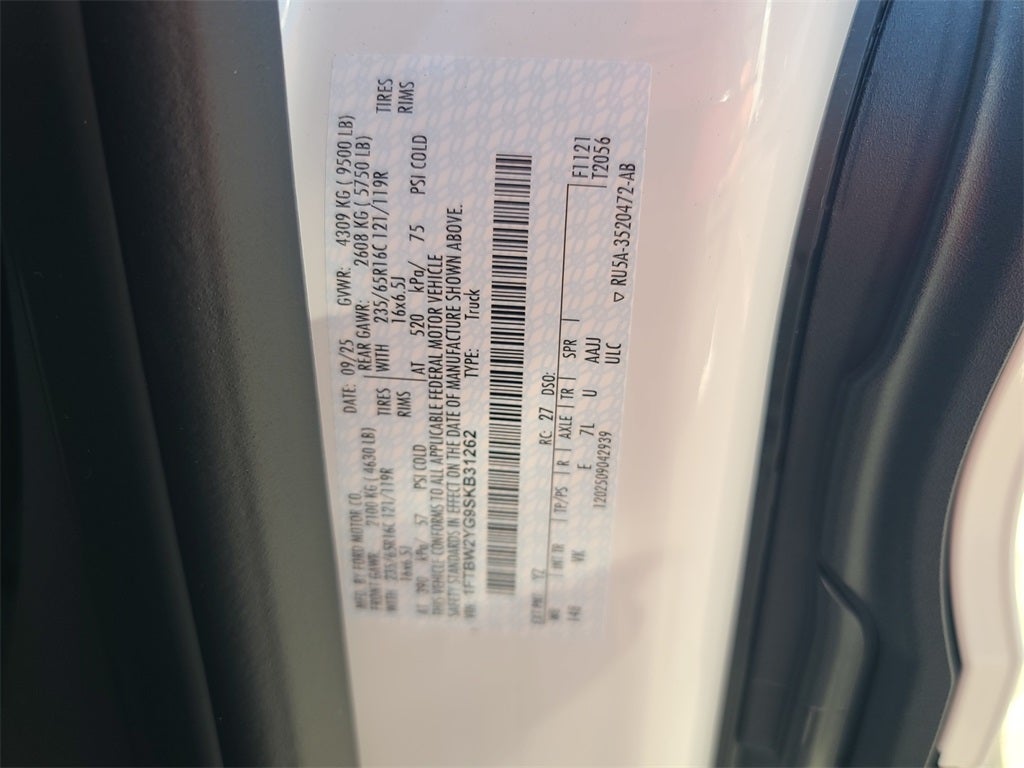 MFD. BY FORD MOTOR CO.
DATE: 09/25 GVWR: 4309 KG ( 9500 LB)
FRONT GAWR: 2100 KG ( 4630 LB) REAR GAWR: 2608 KG ( 5750 LB)
WITH 235/65R16C 121/119R TIRES WITH 235/65R16C 121/119R TIRES
16x6.5J RIMS 16x6.5J RIMS
AT 390 kPa/ 57 PSI COLD AT 520 kPa/ 75 PSI COLD
THIS VEHICLE CONFORMS TO ALL APPLICABLE FEDERAL MOTOR VEHICLE
SAFETY STANDARDS IN EFFECT ON THE DATE OF MANUFACTURE SHOWN ABOVE.
VIN: 1FTBW2YG9SKB31262 TYPE: Truck
EXT PNT: YZ RC: 27 DSO: F1121
WB INT TR TP/PS R AXLE TR SPR T2056
148 VK E 7L U AAJJ
ULC
1202509042939 RU5A-3520472-AB